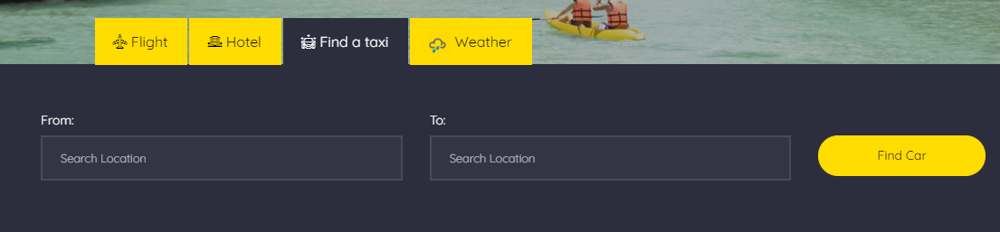 Flight Hotel Find a taxi Weather
From: To:
Search Location Search Location Find Car